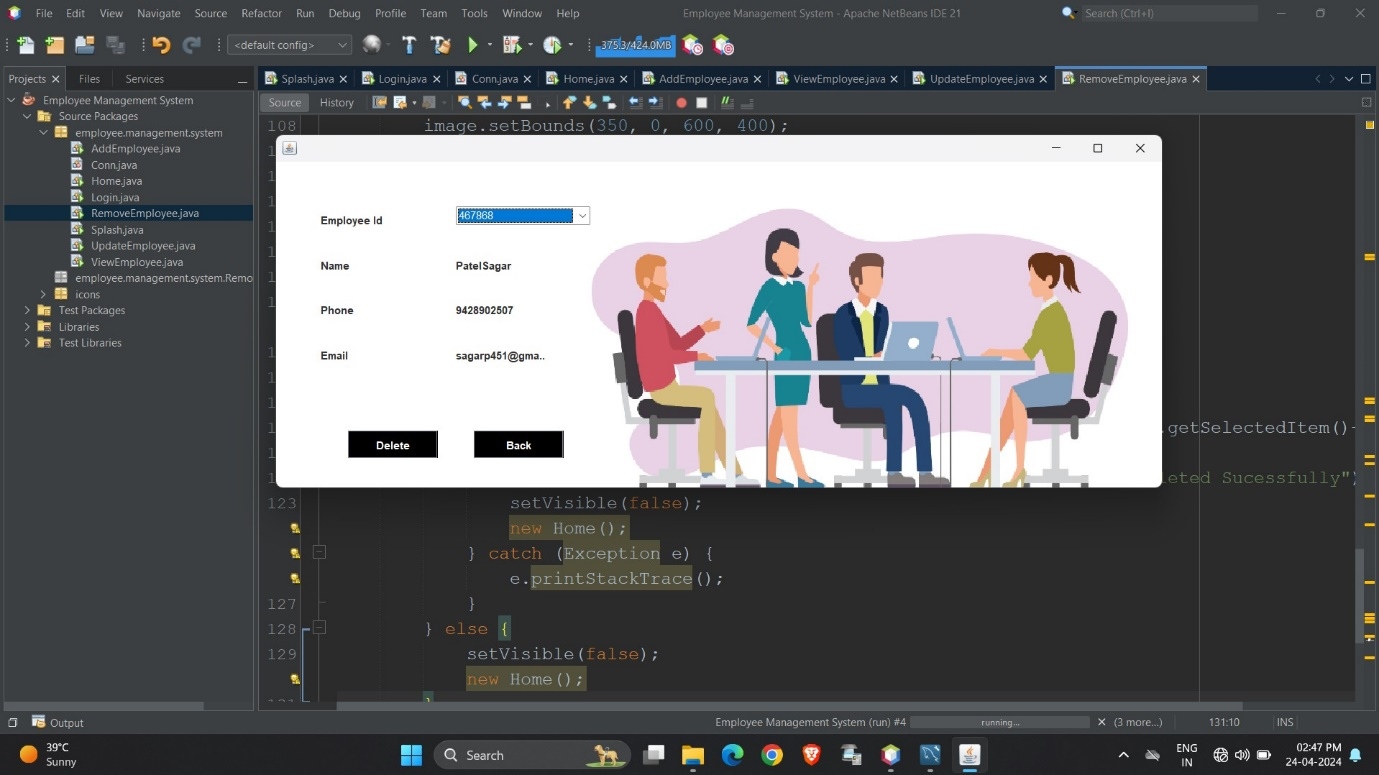 File Edit View Navigate Source Refactor Run Debug Profile Team Tools Window Help Employee Management System - Apache NetBeans IDE 21 Search (Ctrl+I)
<default config> 375.3/424.0MB
Projects Files Services Splash.java Login.java Conn.java Home.java AddEmployee.java ViewEmployee.java UpdateEmployee.java RemoveEmployee.java
Employee Management System
Source Packages
employee.management.system
AddEmployee.java
Conn.java
Home.java
Login.java
RemoveEmployee.java
Splash.java
UpdateEmployee.java
ViewEmployee.java
employee.management.system.Remo
icons
Test Packages
Libraries
Test Libraries
Source History
108 image.setBounds(350, 0, 600, 400);
Employee Id 467868
Name PatelSagar
Phone 9428902507
Email sagarp451@gma..
Delete Back
.getSelectedItem()
eted Sucessfully"
123 setVisible(false);
new Home();
} catch (Exception e) {
e.printStackTrace();
127 }
128 } else {
129 setVisible(false);
new Home();
Output Employee Management System (run) #4 running... (3 more...) 131:10 INS
39°C
Sunny
Search
ENG
IN
02:47 PM
24-04-2024